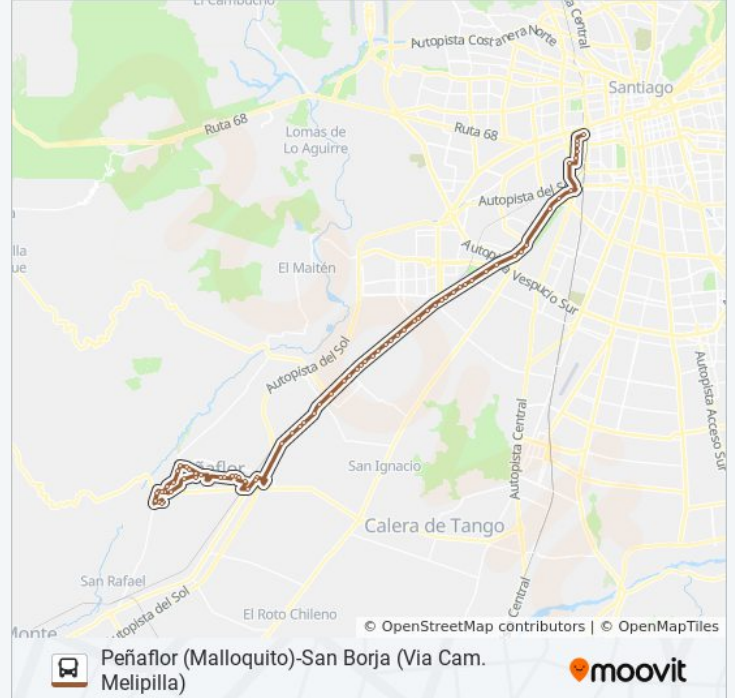 El Cambucho
a Central
Autopista Costanera Norte
Santiago
Ruta 68
Ruta 68
Lomas de
Lo Aguirre
Autopista del Sol
lla
ue
El Maitén
Autopista Vespucio Sur
Autopista del Sol
Autopista Acceso Sur
Autopista Central
Peñaflor
San Ignacio
Calera de Tango
San Rafael
Autopista del Sol
El Roto Chileno
Central
Monte
© OpenStreetMap contributors | © OpenMapTiles
Peñaflor (Malloquito)-San Borja (Via Cam.
Melipilla)
moovit